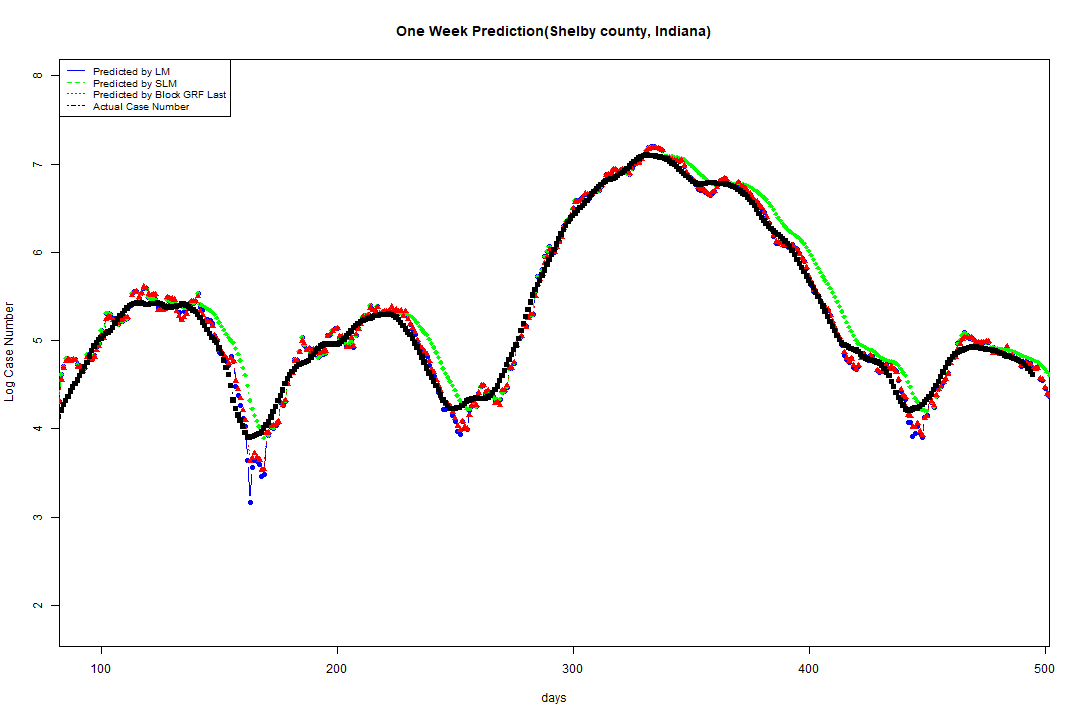 One Week Prediction(Shelby county, Indiana)
Predicted by LM
Predicted by SLM
Predicted by Block GRF Last
Actual Case Number
Log Case Number
8
7
6
5
4
3
2
100 200 300 400 500
days